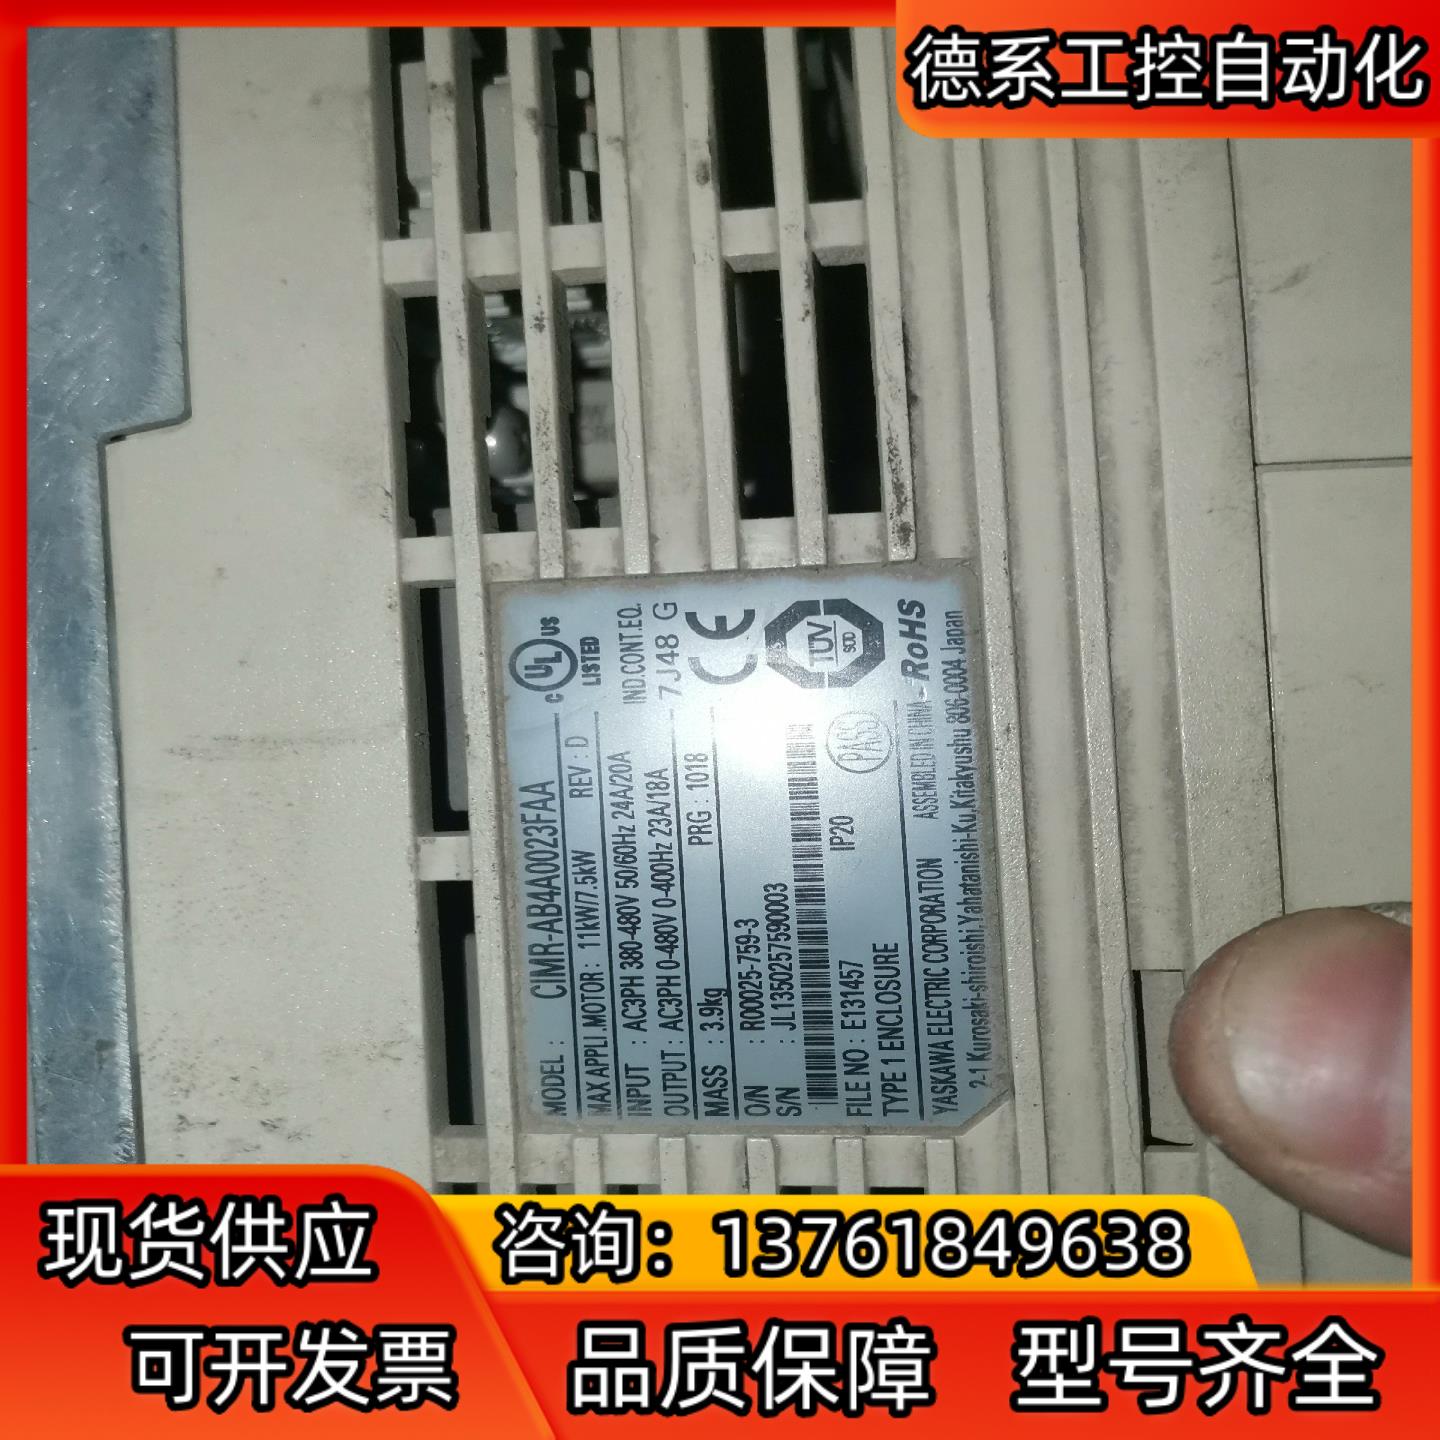 德系工控自动化
MODEL : CIMR-AB4A0023FAA
MAX APPLI. MOTOR : 11kW/7.5kW REV : D
INPUT : AC3PH 380-480V 50/60Hz 24A/20A
OUTPUT : AC3PH 0-480V 0-400Hz 23A/18A
MASS : 3.9kg PRG : 1018
O/N : R00025-759-3
S/N : JL1350257590003
FILE NO : E131457 IP20
TYPE 1 ENCLOSURE
YASKAWA ELECTRIC CORPORATION ASSEMBLED IN CHINA
2-1 Kurosaki-shiroishi,Yahatanishi-Ku,Kitakyushu 806-0004 Japan
C UL US
LISTED
IND.CONT.EQ.
7J48 G
CE
TUV
PASS
RoHS
现货供应
咨询：13761849638
可开发票
品质保障
型号齐全